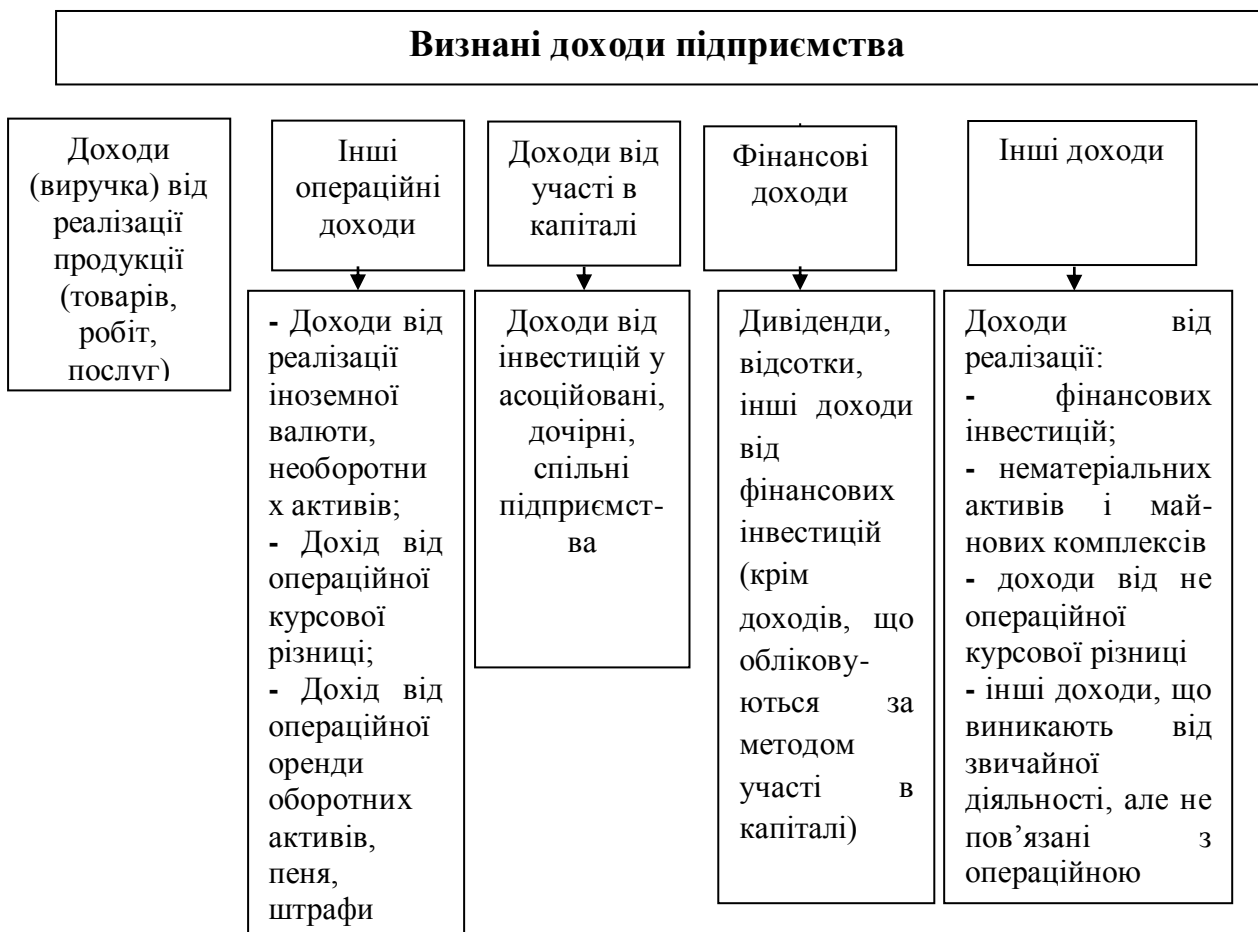 Визнані доходи підприємства
Доходи
(виручка) від
реалізації
продукції
(товарів,
робіт,
послуг)
Інші
операційні
доходи
Доходи від
участі в
капіталі
Фінансові
доходи
Інші доходи
- Доходи від
реалізації
іноземної
валюти,
необоротни
х активів;
- Дохід від
операційної
курсової
різниці;
- Дохід від
операційної
оренди
оборотних
активів,
пеня,
штрафи
Доходи від
інвестицій у
асоційовані,
дочірні,
спільні
підприємст-
ва
Дивіденди,
відсотки,
інші доходи
від
фінансових
інвестицій
(крім
доходів, що
обліковую-
ються за
методом
участі в
капіталі)
Доходи від
реалізації:
- фінансових
інвестицій;
- нематеріальних
активів і май-
нових комплексів
- доходи від не
операційної
курсової різниці
- інші доходи, що
виникають від
звичайної
діяльності, але не
пов’язані з
операційною